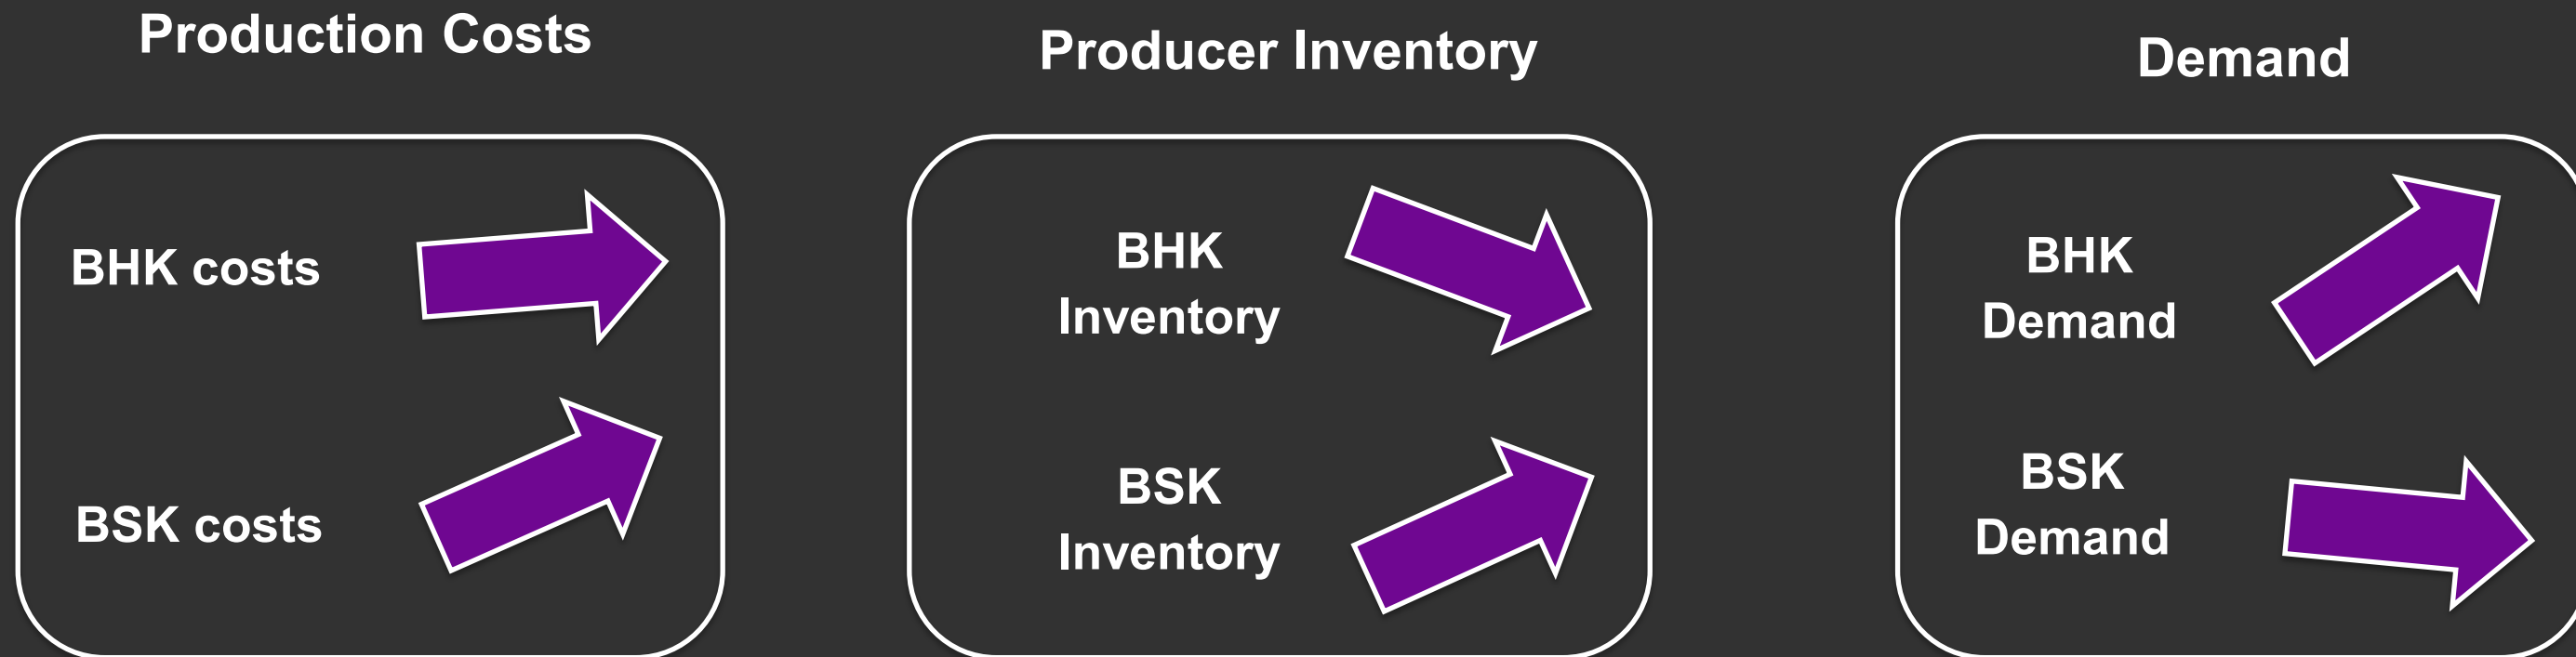 Production Costs
BHK costs
BSK costs
Producer Inventory
BHK
Inventory
BSK
Inventory
Demand
BHK
Demand
BSK
Demand